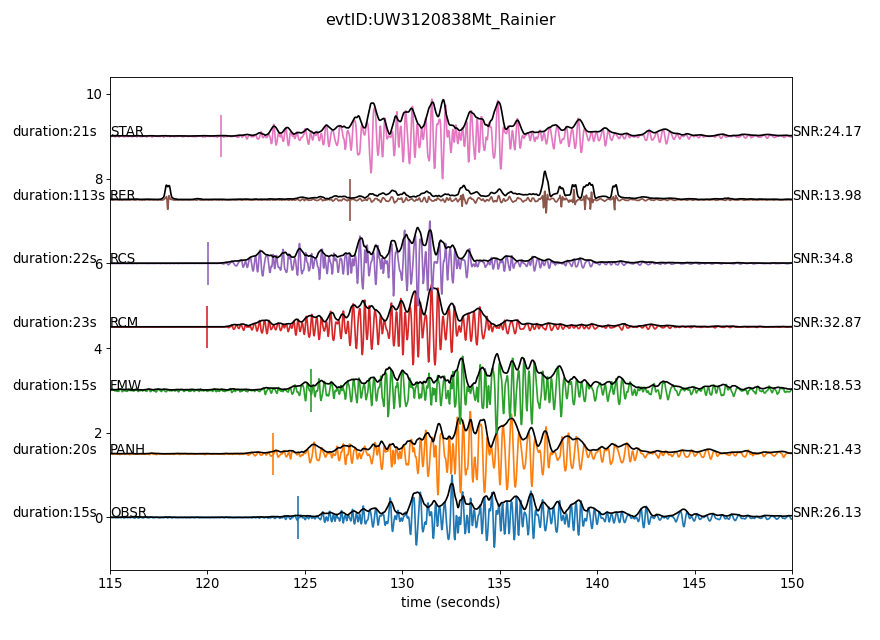 evtID:UW3120838Mt_Rainier
10
duration:21s STAR SNR:24.17
8
duration:113s RER SNR:13.98
duration:22s RCS SNR:34.8
6
duration:23s RCM SNR:32.87
4
duration:15s FMW SNR:18.53
2
duration:20s PANH SNR:21.43
duration:15s OBSR SNR:26.13
0
115 120 125 130 135 140 145 150
time (seconds)